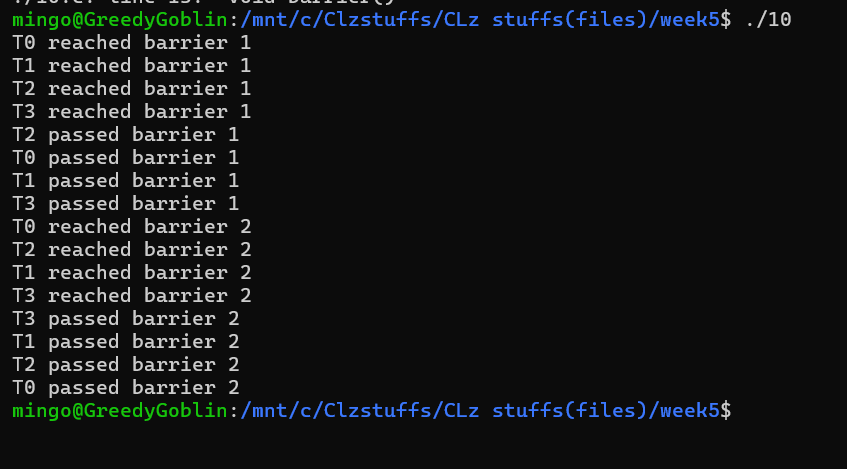 mingo@GreedyGoblin:/mnt/c/Clzstuffs/CLz stuffs(files)/week5$ ./10
T0 reached barrier 1
T1 reached barrier 1
T2 reached barrier 1
T3 reached barrier 1
T2 passed barrier 1
T0 passed barrier 1
T1 passed barrier 1
T3 passed barrier 1
T0 reached barrier 2
T2 reached barrier 2
T1 reached barrier 2
T3 reached barrier 2
T3 passed barrier 2
T1 passed barrier 2
T2 passed barrier 2
T0 passed barrier 2
mingo@GreedyGoblin:/mnt/c/Clzstuffs/CLz stuffs(files)/week5$